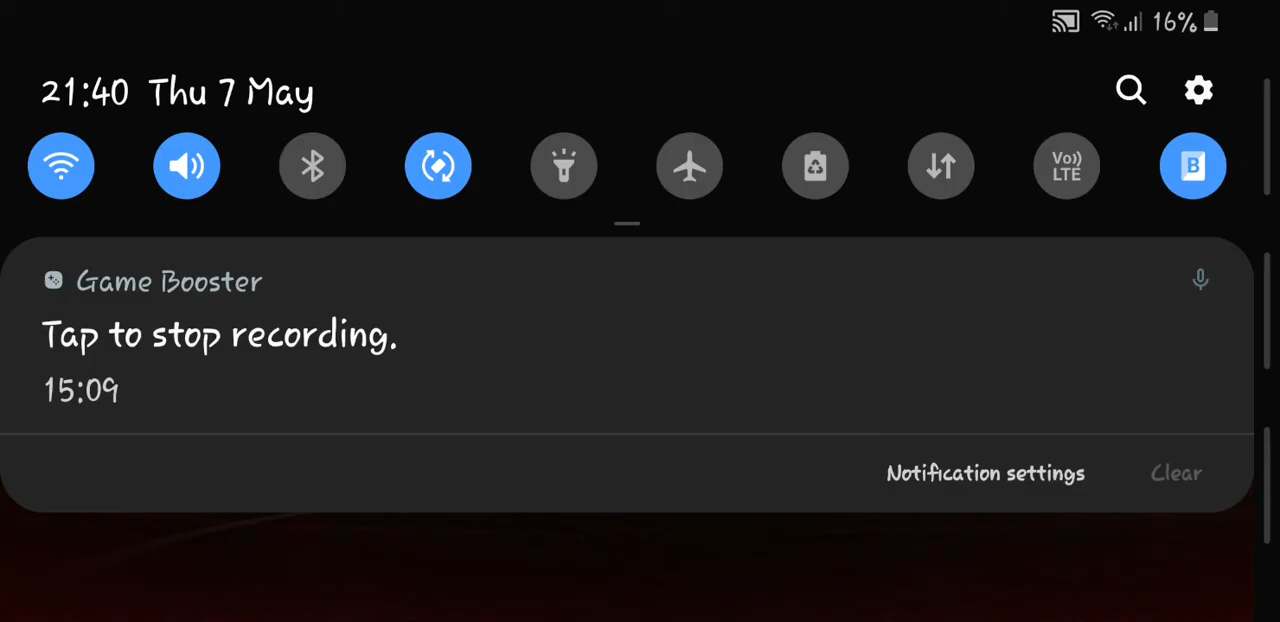 16%
21:40 Thu 7 May
Vo))
LTE
B
Game Booster
Tap to stop recording.
15:09
Notification settings
Clear